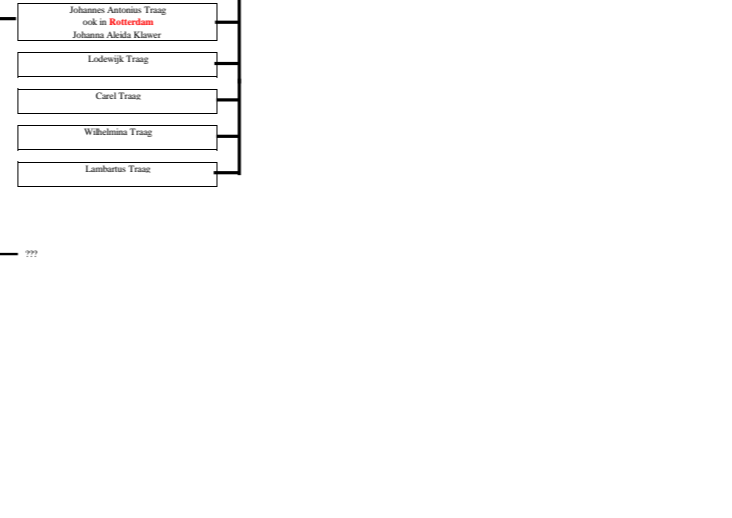 Johannes Antonius Traag
ook in Rotterdam
Johanna Aleida Klawer
Lodewijk Traag
Carel Traag
Wilhelmina Traag
Lambartus Traag
???